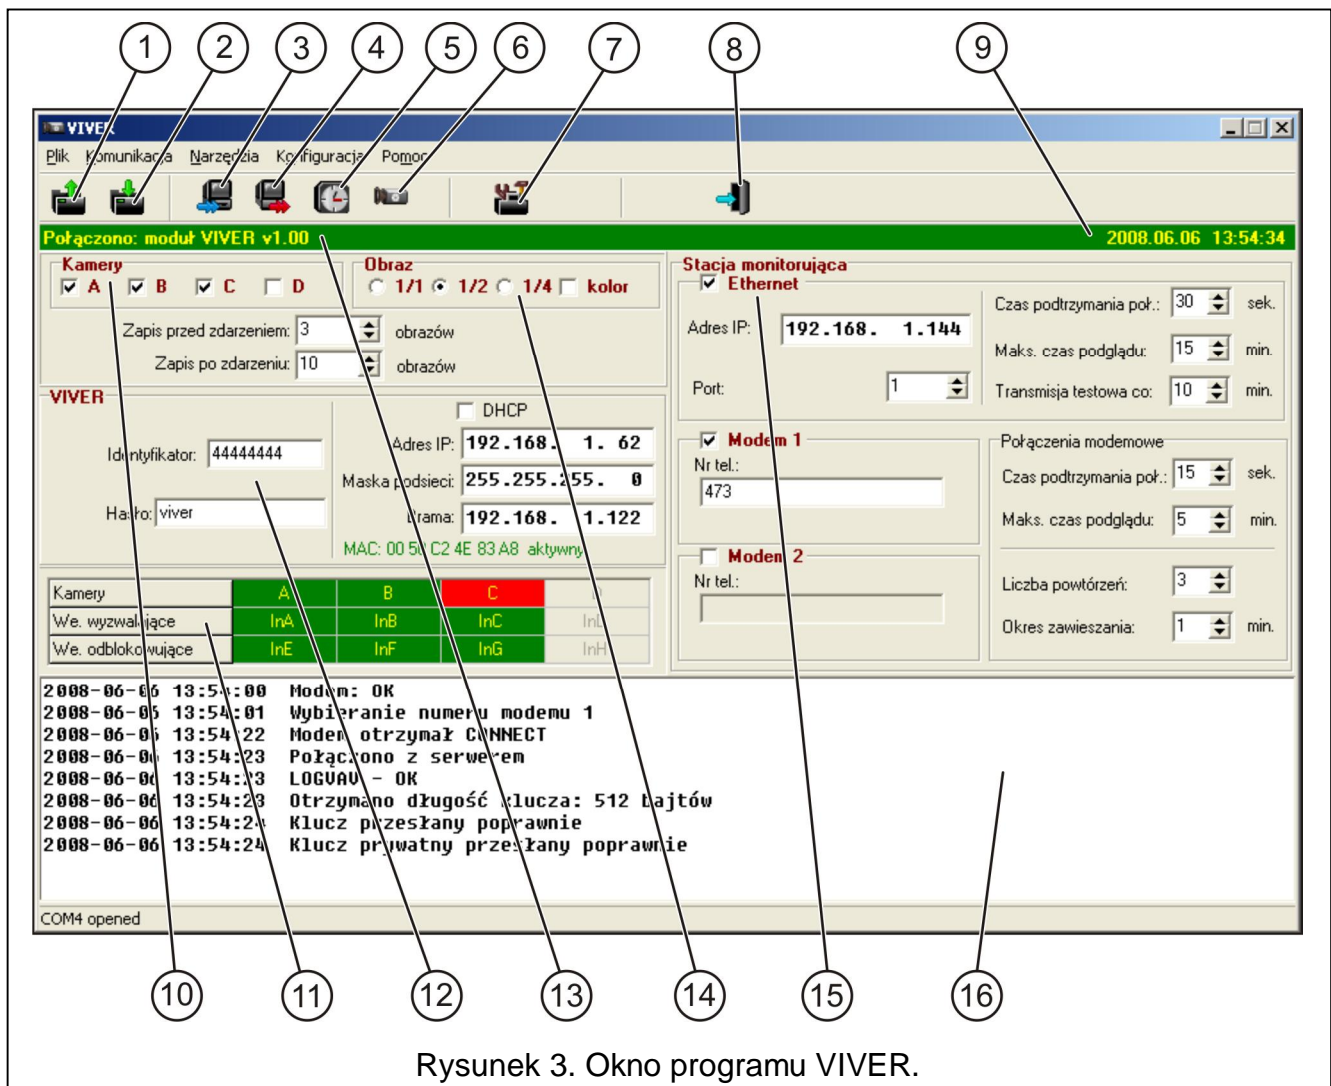 1 2 3 4 5 6 7 8 9
VIVER
Plik Komunikacja Narzędzia Konfiguracja Pomoc
Połączono: moduł VIVER v1.00 2008.06.06 13:54:34
Kamery
A B C D
Obraz
1/1 1/2 1/4 kolor
Zapis przed zdarzeniem: 3 obrazów
Zapis po zdarzeniu: 10 obrazów
VIVER
Identyfikator: 44444444
Hasło: viver
DHCP
Adres IP: 192.168. 1. 62
Maska podsieci: 255.255.255. 0
Brama: 192.168. 1.122
MAC: 00 50 C2 4E 83 A8 aktywny
Kamery A B C D
We. wyzwalające InA InB InC InD
We. odblokowujące InE InF InG InH
Stacja monitorująca
Ethernet
Adres IP: 192.168. 1.144
Port: 1
Czas podtrzymania poł.: 30 sek.
Maks. czas podglądu: 15 min.
Transmisja testowa co: 10 min.
Modem 1
Nr tel.:
473
Modem 2
Nr tel.:
Połączenia modemowe
Czas podtrzymania poł.: 15 sek.
Maks. czas podglądu: 5 min.
Liczba powtórzeń: 3
Okres zawieszania: 1 min.
2008-06-06 13:54:00 Modem: OK
2008-06-06 13:54:01 Wybieranie numeru modemu 1
2008-06-06 13:54:22 Modem otrzymał CONNECT
2008-06-06 13:54:23 Połączono z serwerem
2008-06-06 13:54:23 LOGVAV - OK
2008-06-06 13:54:23 Otrzymano długość klucza: 512 bajtów
2008-06-06 13:54:24 Klucz przesłany poprawnie
2008-06-06 13:54:24 Klucz prywatny przesłany poprawnie
COM4 opened
10 11 12 13 14 15 16
Rysunek 3. Okno programu VIVER.